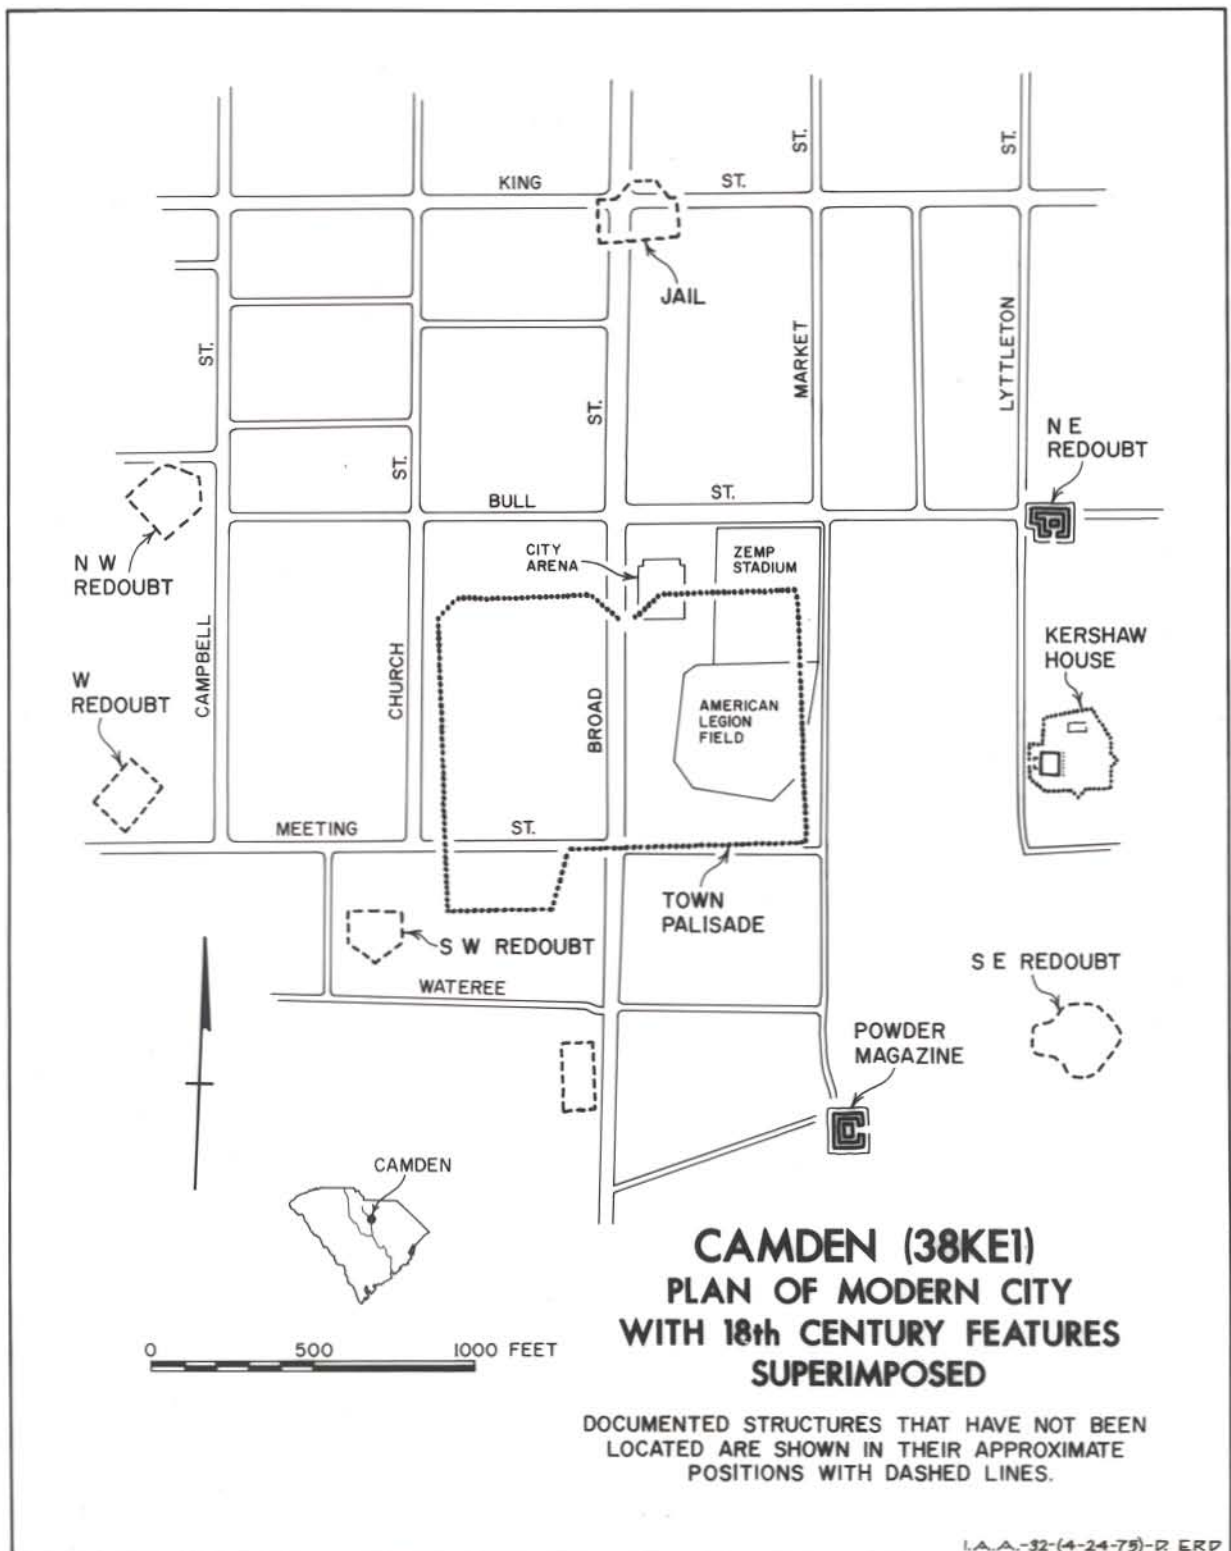 KING ST.
ST.
ST.
JAIL
ST.
ST.
MARKET
LYTTLETON
N E
REDOUBT
ST.
BULL ST.
N W
REDOUBT
CITY
ARENA
ZEMP
STADIUM
KERSHAW
HOUSE
W
REDOUBT
CAMPBELL
CHURCH
BROAD
AMERICAN
LEGION
FIELD
MEETING ST.
TOWN
PALISADE
S W REDOUBT
S E REDOUBT
WATEREE
POWDER
MAGAZINE
CAMDEN
CAMDEN (38KE1)
PLAN OF MODERN CITY
WITH 18th CENTURY FEATURES
SUPERIMPOSED
0 500 1000 FEET
DOCUMENTED STRUCTURES THAT HAVE NOT BEEN
LOCATED ARE SHOWN IN THEIR APPROXIMATE
POSITIONS WITH DASHED LINES.
I.A.A.-32-(4-24-75)-D. ERD